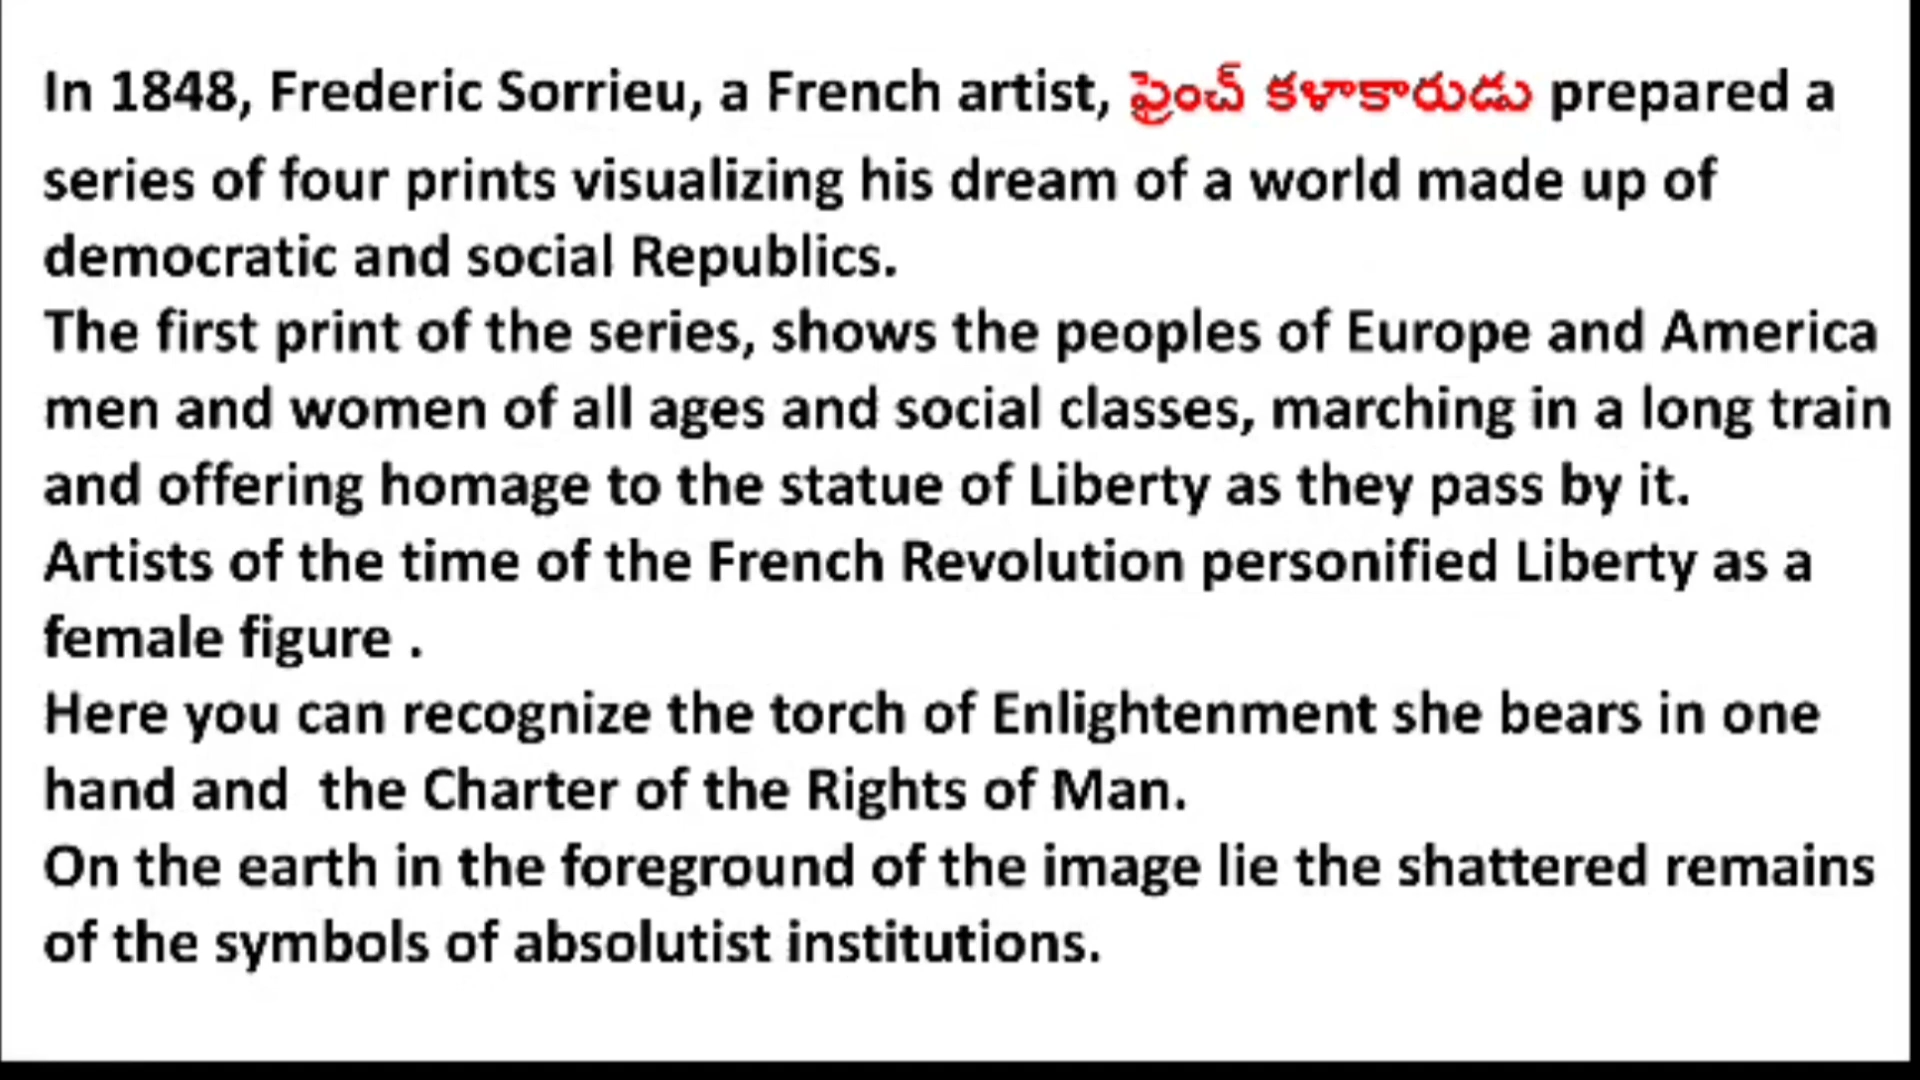 In 1848, Frederic Sorrieu, a French artist, ఫ్రెంచ్ కళాకారుడు prepared a
series of four prints visualizing his dream of a world made up of
democratic and social Republics.
The first print of the series, shows the peoples of Europe and America
men and women of all ages and social classes, marching in a long train
and offering homage to the statue of Liberty as they pass by it.
Artists of the time of the French Revolution personified Liberty as a
female figure .
Here you can recognize the torch of Enlightenment she bears in one
hand and  the Charter of the Rights of Man.
On the earth in the foreground of the image lie the shattered remains
of the symbols of absolutist institutions.